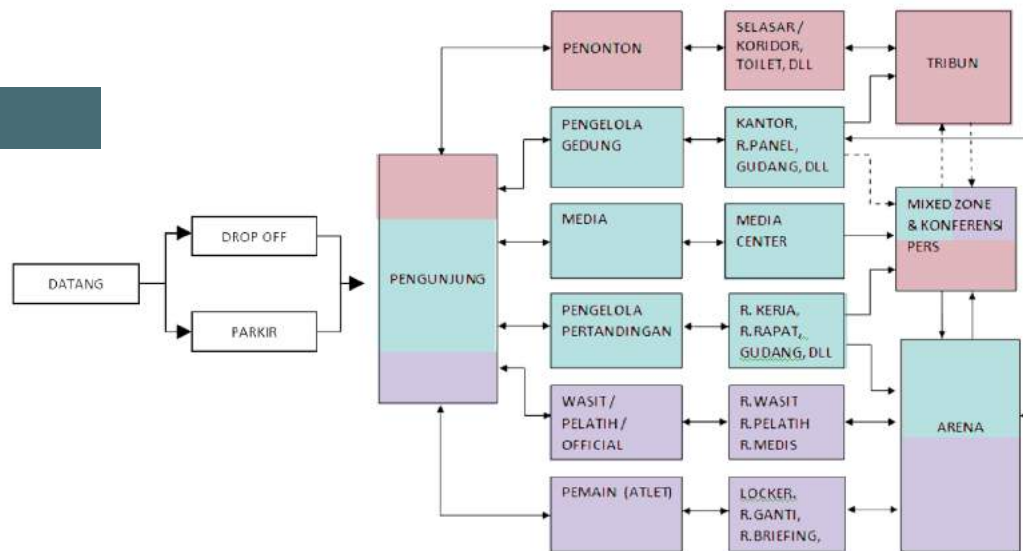 DATANG
DROP OFF
PARKIR
PENGUNJUNG
PENONTON
SELASAR /
KORIDOR,
TOILET, DLL
TRIBUN
PENGELOLA
GEDUNG
KANTOR,
R.PANEL,
GUDANG, DLL
MEDIA
MEDIA
CENTER
MIXED ZONE
& KONFERENSI
PERS
PENGELOLA
PERTANDINGAN
R. KERJA,
R.RAPAT,
GUDANG, DLL
WASIT /
PELATIH /
OFFICIAL
R.WASIT
R.PELATIH
R.MEDIS
ARENA
PEMAIN (ATLET)
LOCKER,
R.GANTI,
R.BRIEFING,